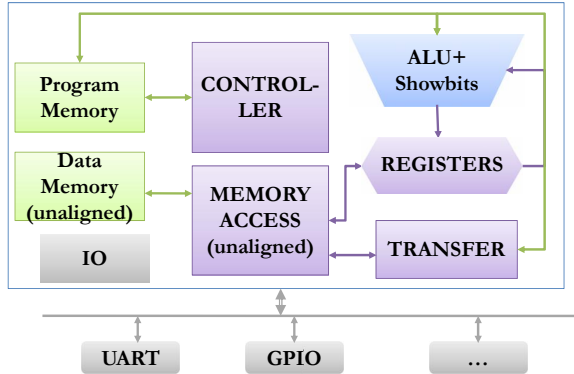 Program
Memory
CONTROL-
LER
ALU+
Showbits
Data
Memory
(unaligned)
MEMORY
ACCESS
(unaligned)
REGISTERS
TRANSFER
IO
UART
GPIO
...